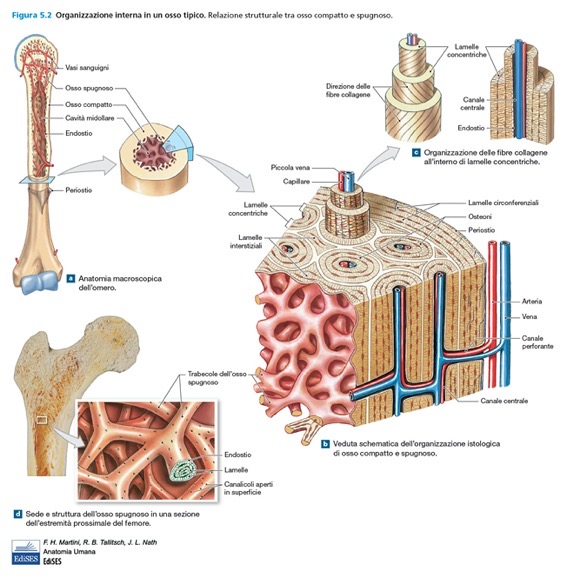 Figura 5.2 Organizzazione interna in un osso tipico. Relazione strutturale tra osso compatto e spugnoso.
Vasi sanguigni
Osso spugnoso
Osso compatto
Cavità midollare
Endostio
Periostio
a Anatomia macroscopica
dell'omero.
Direzione delle
fibre collagene
Lamelle
concentriche
Canale
centrale
Endostio
c Organizzazione delle fibre collagene
all'interno di lamelle concentriche.
Piccola vena
Capillare
Lamelle
concentriche
Lamelle
interstiziali
Lamelle circonferenziali
Osteoni
Periostio
Arteria
Vena
Canale
perforante
Canale centrale
b Veduta schematica dell'organizzazione istologica
di osso compatto e spugnoso.
Trabecole dell'osso
spugnoso
Endostio
Lamelle
Canalicoli aperti
in superficie
d Sede e struttura dell'osso spugnoso in una sezione
dell'estremità prossimale del femore.
EdiSES
F. H. Martini, R. B. Tallitsch, J. L. Nath
Anatomia Umana
EdiSES